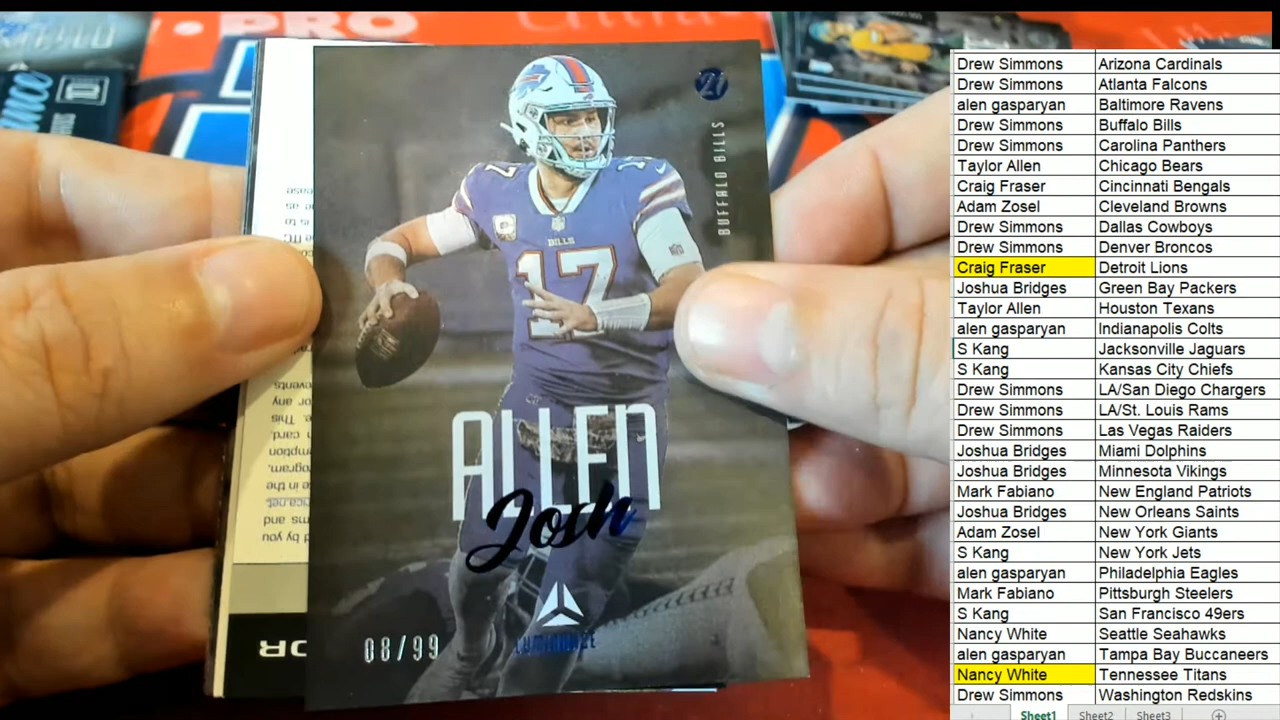 PRO
21
BUFFALO BILLS
17
BILLS
17
ALLEN
Josh
08/99
LUMINANCE
Drew Simmons Arizona Cardinals
Drew Simmons Atlanta Falcons
alen gasparyan Baltimore Ravens
Drew Simmons Buffalo Bills
Drew Simmons Carolina Panthers
Taylor Allen Chicago Bears
Craig Fraser Cincinnati Bengals
Adam Zosel Cleveland Browns
Drew Simmons Dallas Cowboys
Drew Simmons Denver Broncos
Craig Fraser Detroit Lions
Joshua Bridges Green Bay Packers
Taylor Allen Houston Texans
alen gasparyan Indianapolis Colts
S Kang Jacksonville Jaguars
S Kang Kansas City Chiefs
Drew Simmons LA/San Diego Chargers
Drew Simmons LA/St. Louis Rams
Drew Simmons Las Vegas Raiders
Joshua Bridges Miami Dolphins
Joshua Bridges Minnesota Vikings
Mark Fabiano New England Patriots
Joshua Bridges New Orleans Saints
Adam Zosel New York Giants
S Kang New York Jets
alen gasparyan Philadelphia Eagles
Mark Fabiano Pittsburgh Steelers
S Kang San Francisco 49ers
Nancy White Seattle Seahawks
alen gasparyan Tampa Bay Buccaneers
Nancy White Tennessee Titans
Drew Simmons Washington Redskins
Sheet1 Sheet2 Sheet3